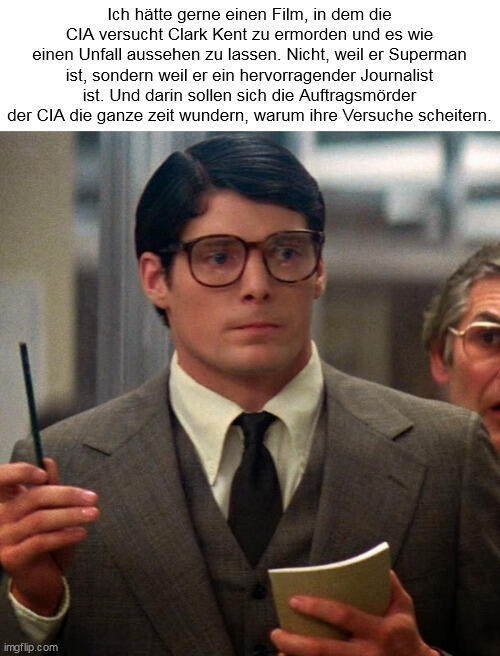 Ich hätte gerne einen Film, in dem die
CIA versucht Clark Kent zu ermorden und es wie
einen Unfall aussehen zu lassen. Nicht, weil er Superman
ist, sondern weil er ein hervorragender Journalist
ist. Und darin sollen sich die Auftragsmörder
der CIA die ganze zeit wundern, warum ihre Versuche scheitern.
imgflip.com